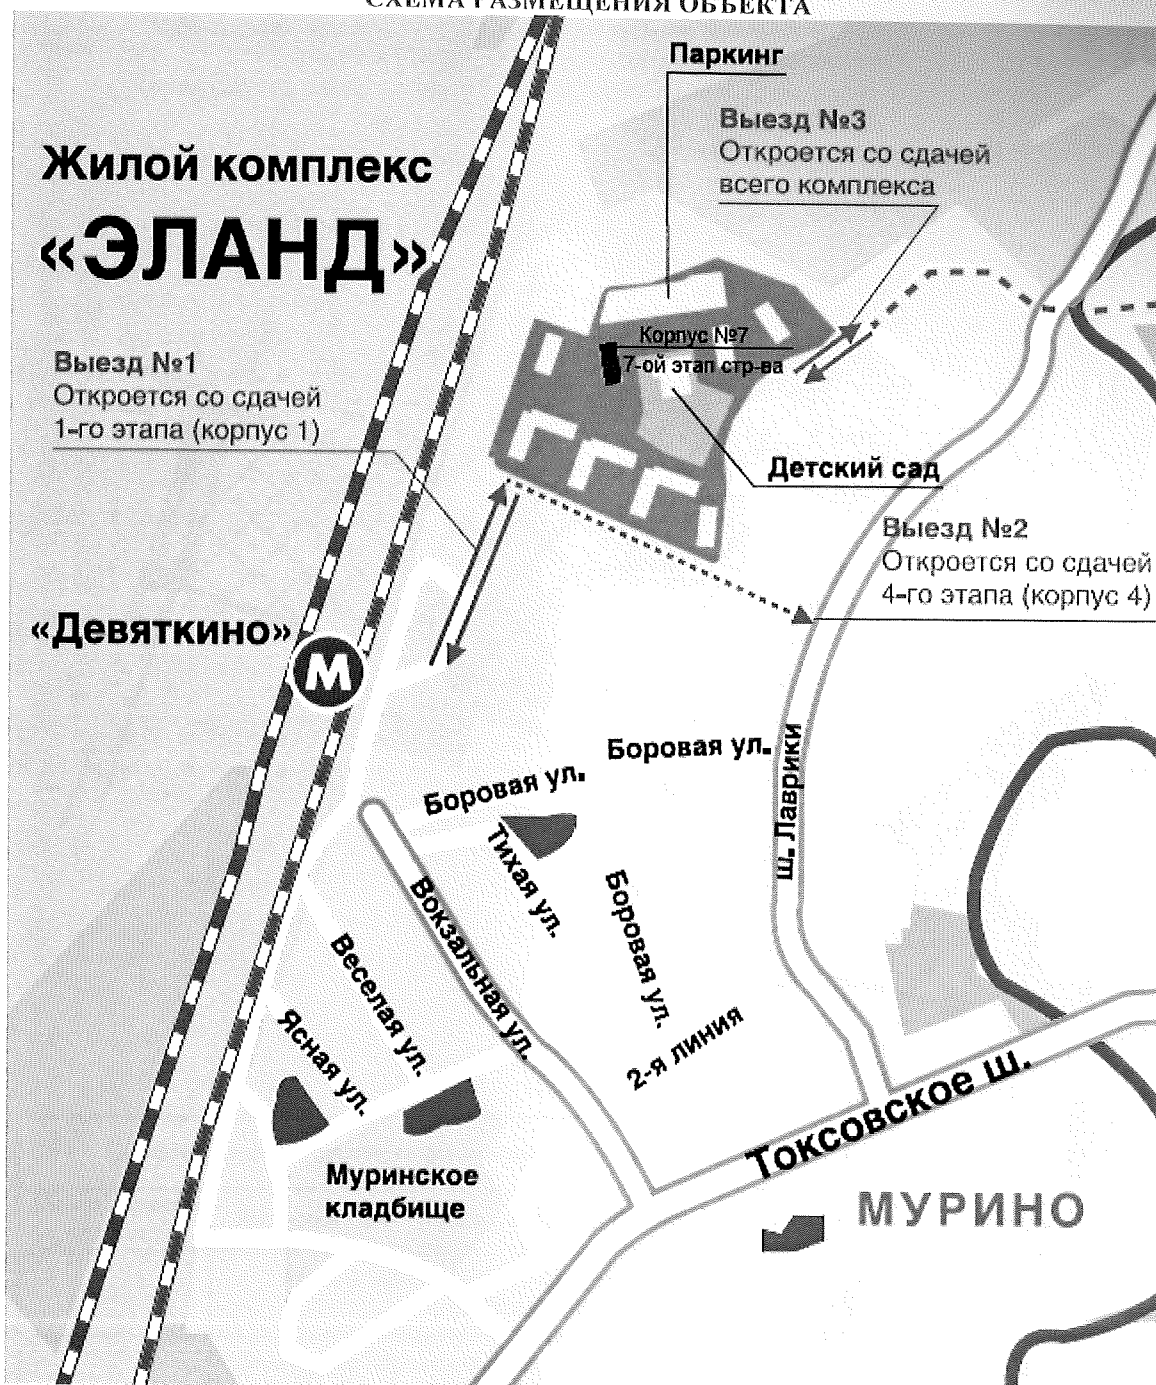 СХЕМА РАЗМЕЩЕНИЯ ОБЪЕКТА
Паркинг
Выезд №3
Откроется со сдачей
всего комплекса
Жилой комплекс
«ЭЛАНД»
Корпус №7
7-ой этап стр-ва
Выезд №1
Откроется со сдачей
1-го этапа (корпус 1)
Детский сад
Выезд №2
Откроется со сдачей
4-го этапа (корпус 4)
«Девяткино»
М
Боровая ул.
Боровая ул.
ш. Лаврики
Тихая ул.
Боровая ул.
Вокзальная ул.
Веселая ул.
Ясная ул.
2-я линия
Токсовское ш.
Муринское
кладбище
МУРИНО